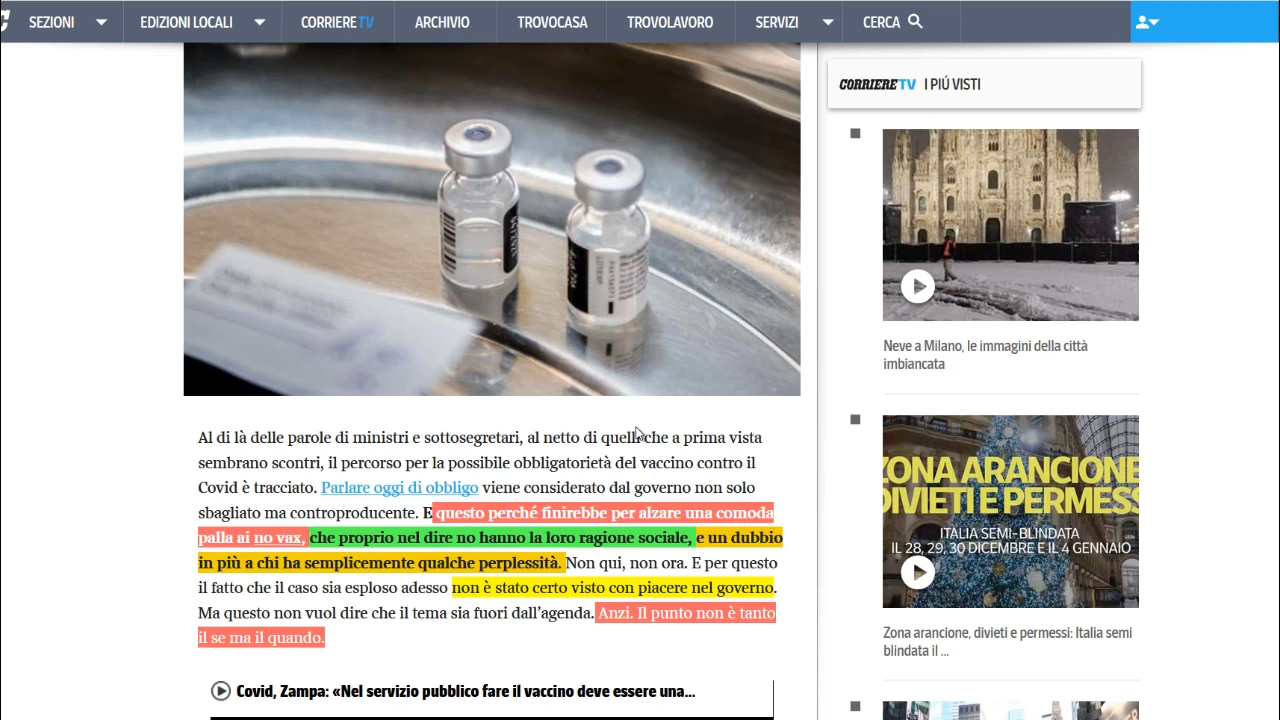 SEZIONI
EDIZIONI LOCALI
CORRIERETV
ARCHIVIO
TROVOCASA
TROVOLAVORO
SERVIZI
CERCA
CORRIERETV I PIÚ VISTI
Neve a Milano, le immagini della città
imbiancata
ZONA ARANCIONE
DIVIETI E PERMESS
ITALIA SEMI-BLINDATA
IL 28, 29, 30 DICEMBRE E IL 4 GENNAIO
Zona arancione, divieti e permessi: Italia semi
blindata il ...
Al di là delle parole di ministri e sottosegretari, al netto di quelli che a prima vista
sembrano scontri, il percorso per la possibile obbligatorietà del vaccino contro il
Covid è tracciato. Parlare oggi di obbligo viene considerato dal governo non solo
sbagliato ma controproducente. E questo perché finirebbe per alzare una comoda
palla ai no vax, che proprio nel dire no hanno la loro ragione sociale, e un dubbio
in più a chi ha semplicemente qualche perplessità. Non qui, non ora. E per questo
il fatto che il caso sia esploso adesso non è stato certo visto con piacere nel governo.
Ma questo non vuol dire che il tema sia fuori dall'agenda. Anzi. Il punto non è tanto
il se ma il quando.
Covid, Zampa: «Nel servizio pubblico fare il vaccino deve essere una...